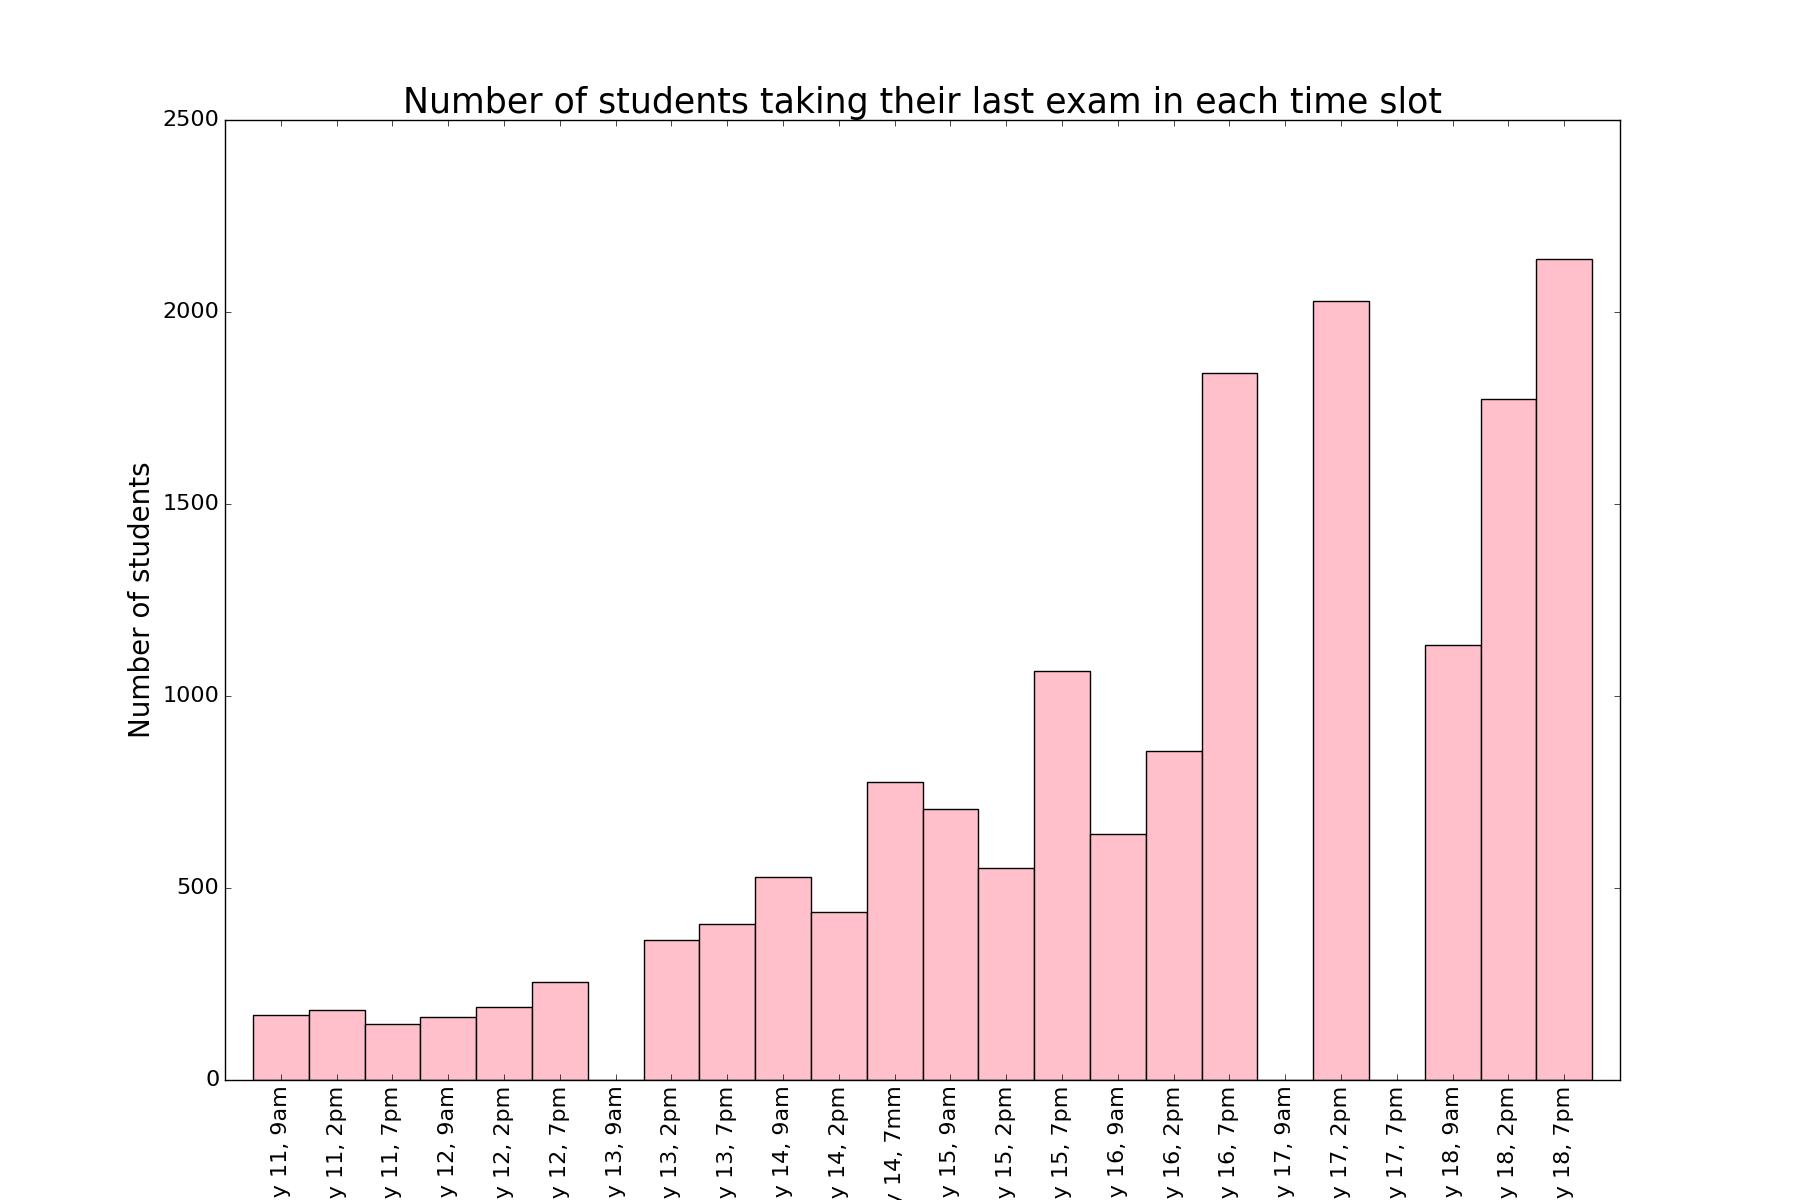 Number of students taking their last exam in each time slot
Number of students
2500
2000
1500
1000
500
0
y 11, 9am
y 11, 2pm
y 11, 7pm
y 12, 9am
y 12, 2pm
y 12, 7pm
y 13, 9am
y 13, 2pm
y 13, 7pm
y 14, 9am
y 14, 2pm
y 14, 7mm
y 15, 9am
y 15, 2pm
y 15, 7pm
y 16, 9am
y 16, 2pm
y 16, 7pm
y 17, 9am
y 17, 2pm
y 17, 7pm
y 18, 9am
y 18, 2pm
y 18, 7pm